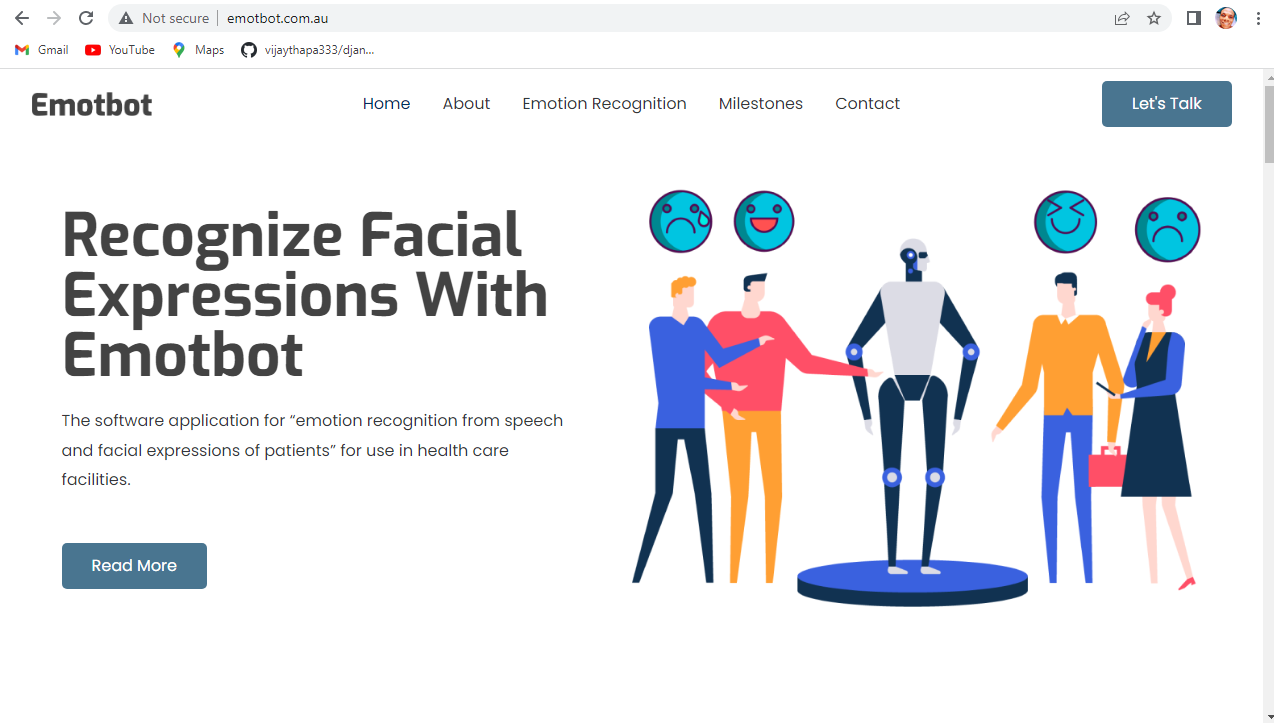 Not secure emotbot.com.au
Gmail YouTube Maps vijaythapa333/djan...
Emotbot Home About Emotion Recognition Milestones Contact Let's Talk
Recognize Facial
Expressions With
Emotbot
The software application for “emotion recognition from speech
and facial expressions of patients” for use in health care
facilities.
Read More